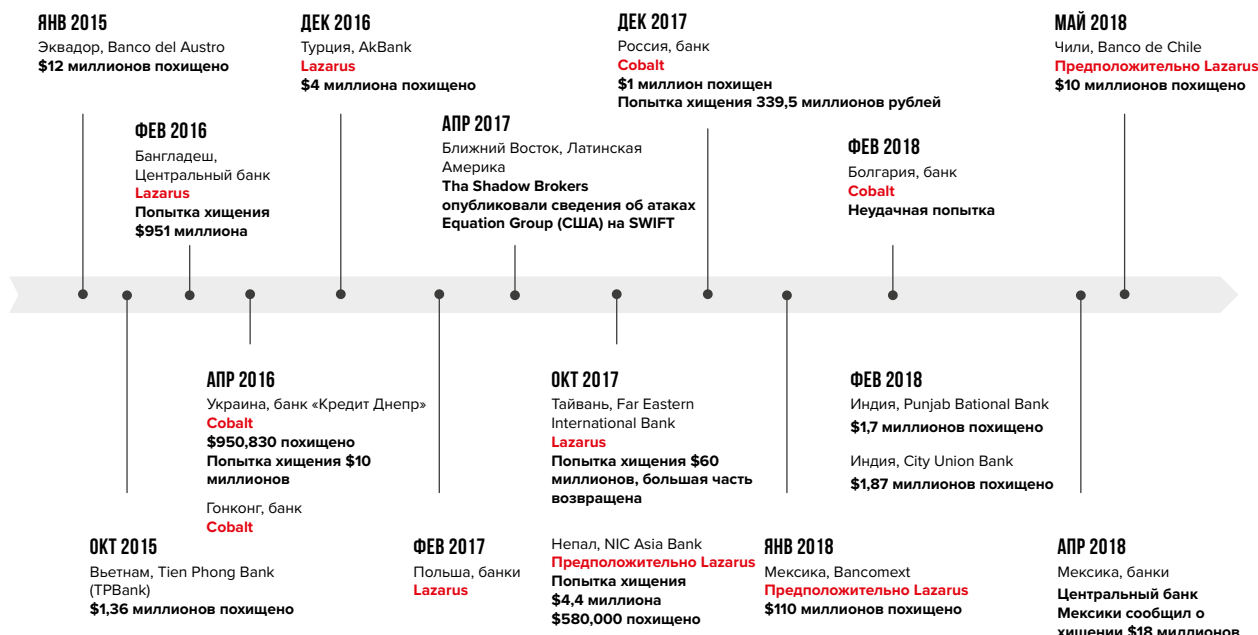 ЯНВ 2015
Эквадор, Banco del Austro
$12 миллионов похищено
ФЕВ 2016
Бангладеш,
Центральный банк
Lazarus
Попытка хищения
$951 миллиона
ДЕК 2016
Турция, AkBank
Lazarus
$4 миллиона похищено
АПР 2017
Ближний Восток, Латинская
Америка
Tha Shadow Brokers
опубликовали сведения об атаках
Equation Group (США) на SWIFT
ДЕК 2017
Россия, банк
Cobalt
$1 миллион похищен
Попытка хищения 339,5 миллионов рублей
ФЕВ 2018
Болгария, банк
Cobalt
Неудачная попытка
МАЙ 2018
Чили, Banco de Chile
Предположительно Lazarus
$10 миллионов похищено
ОКТ 2015
Вьетнам, Tien Phong Bank
(TPBank)
$1,36 миллионов похищено
АПР 2016
Украина, банк «Кредит Днепр»
Cobalt
$950,830 похищено
Попытка хищения $10
миллионов
Гонконг, банк
Cobalt
ФЕВ 2017
Польша, банки
Lazarus
ОКТ 2017
Тайвань, Far Eastern
International Bank
Lazarus
Попытка хищения $60
миллионов, большая часть
возвращена
Непал, NIC Asia Bank
Предположительно Lazarus
Попытка хищения
$4,4 миллиона
$580,000 похищено
ЯНВ 2018
Мексика, Bancomext
Предположительно Lazarus
$110 миллионов похищено
ФЕВ 2018
Индия, Punjab Bational Bank
$1,7 миллионов похищено
Индия, City Union Bank
$1,87 миллионов похищено
АПР 2018
Мексика, банки
Центральный банк
Мексики сообщил о
хищении $18 миллионов